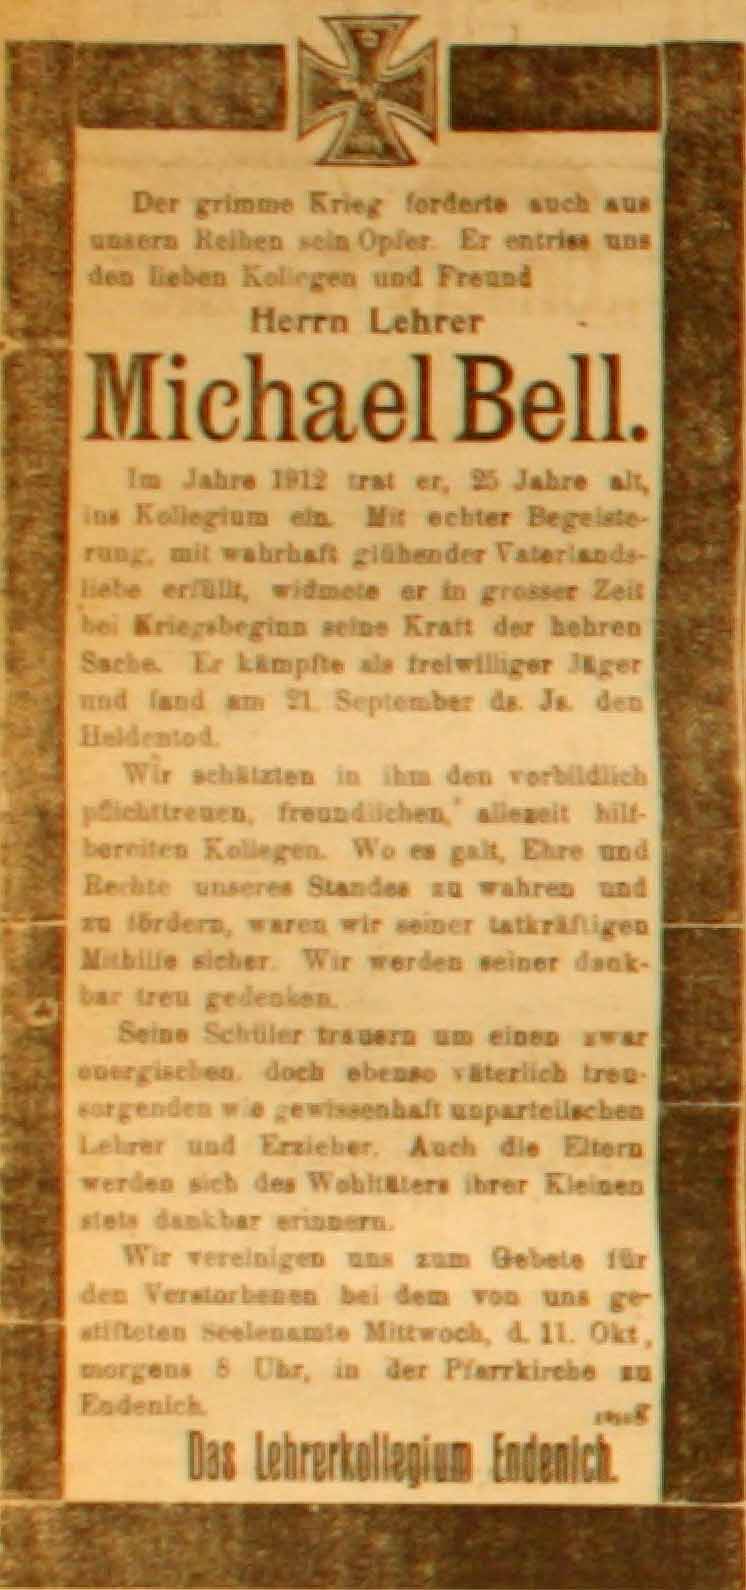 Der grimme Krieg forderte auch aus
unsern Reihen sein Opfer. Er entriss uns
den lieben Kollegen und Freund
Herrn Lehrer
Michael Bell.
Im Jahre 1912 trat er, 25 Jahre alt,
ins Kollegium ein. Mit echter Begeiste-
rung, mit wahrhaft glühender Vaterlands-
liebe erfüllt, widmete er in grosser Zeit
bei Kriegsbeginn seine Kraft der hehren
Sache. Er kämpfte als freiwilliger Jäger
und fand am 21. September ds. Js. den
Heldentod.
Wir schätzten in ihm den vorbildlich
pflichttreuen, freundlichen, allezeit hilf-
bereiten Kollegen. Wo es galt, Ehre und
Rechte unseres Standes zu wahren und
zu fördern, waren wir seiner tatkräftigen
Mithilfe sicher. Wir werden seiner dank-
bar treu gedenken.
Seine Schüler trauern um einen zwar
energischen, doch ebenso väterlich treu-
sorgenden wie gewissenhaft unparteiischen
Lehrer und Erzieher. Auch die Eltern
werden sich des Wohltäters ihrer Kleinen
stets dankbar erinnern.
Wir vereinigen uns zum Gebete für
den Verstorbenen bei dem von uns ge-
stifteten Seelenamte Mittwoch, d. 11. Okt.,
morgens 8 Uhr, in der Pfarrkirche zu
Endenich.
Das Lehrerkollegium Endenich.